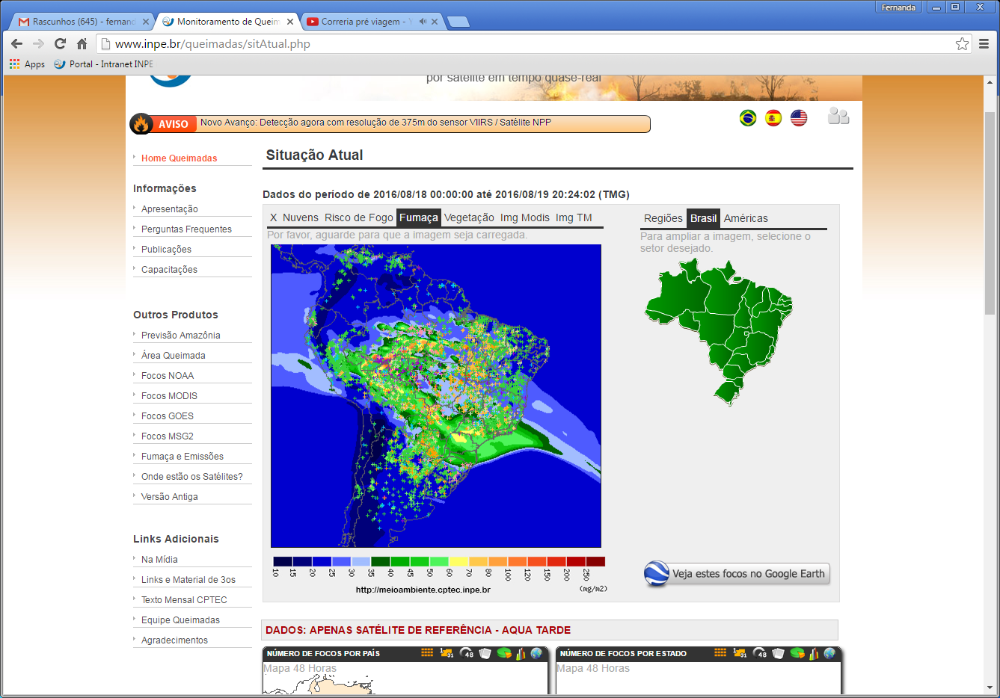 Fernanda
Rascunhos (645) - fernand
Monitoramento de Queim
Correria pré viagem -
www.inpe.br/queimadas/sitAtual.php
Apps
Portal - Intranet INPE
por satélite em tempo quase-real
AVISO
Novo Avanço: Detecção agora com resolução de 375m do sensor VIIRS / Satélite NPP
Home Queimadas
Informações
Apresentação
Perguntas Frequentes
Publicações
Capacitações
Outros Produtos
Previsão Amazônia
Área Queimada
Focos NOAA
Focos MODIS
Focos GOES
Focos MSG2
Fumaça e Emissões
Onde estão os Satélites?
Versão Antiga
Links Adicionais
Na Mídia
Links e Material de 3os
Texto Mensal CPTEC
Equipe Queimadas
Agradecimentos
Situação Atual
Dados do período de 2016/08/18 00:00:00 até 2016/08/19 20:24:02 (TMG)
X Nuvens Risco de Fogo Fumaça Vegetação Img Modis Img TM
Por favor, aguarde para que a imagem seja carregada.
10 15 20 25 30 35 40 45 50 60 70 80 100 120 150 200 250
(mg/m2)
http://meioambiente.cptec.inpe.br
Regiões Brasil Américas
Para ampliar a imagem, selecione o
setor desejado.
Veja estes focos no Google Earth
DADOS: APENAS SATÉLITE DE REFERÊNCIA - AQUA TARDE
NÚMERO DE FOCOS POR PAÍS
48
Mapa 48 Horas
NÚMERO DE FOCOS POR ESTADO
48
Mapa 48 Horas